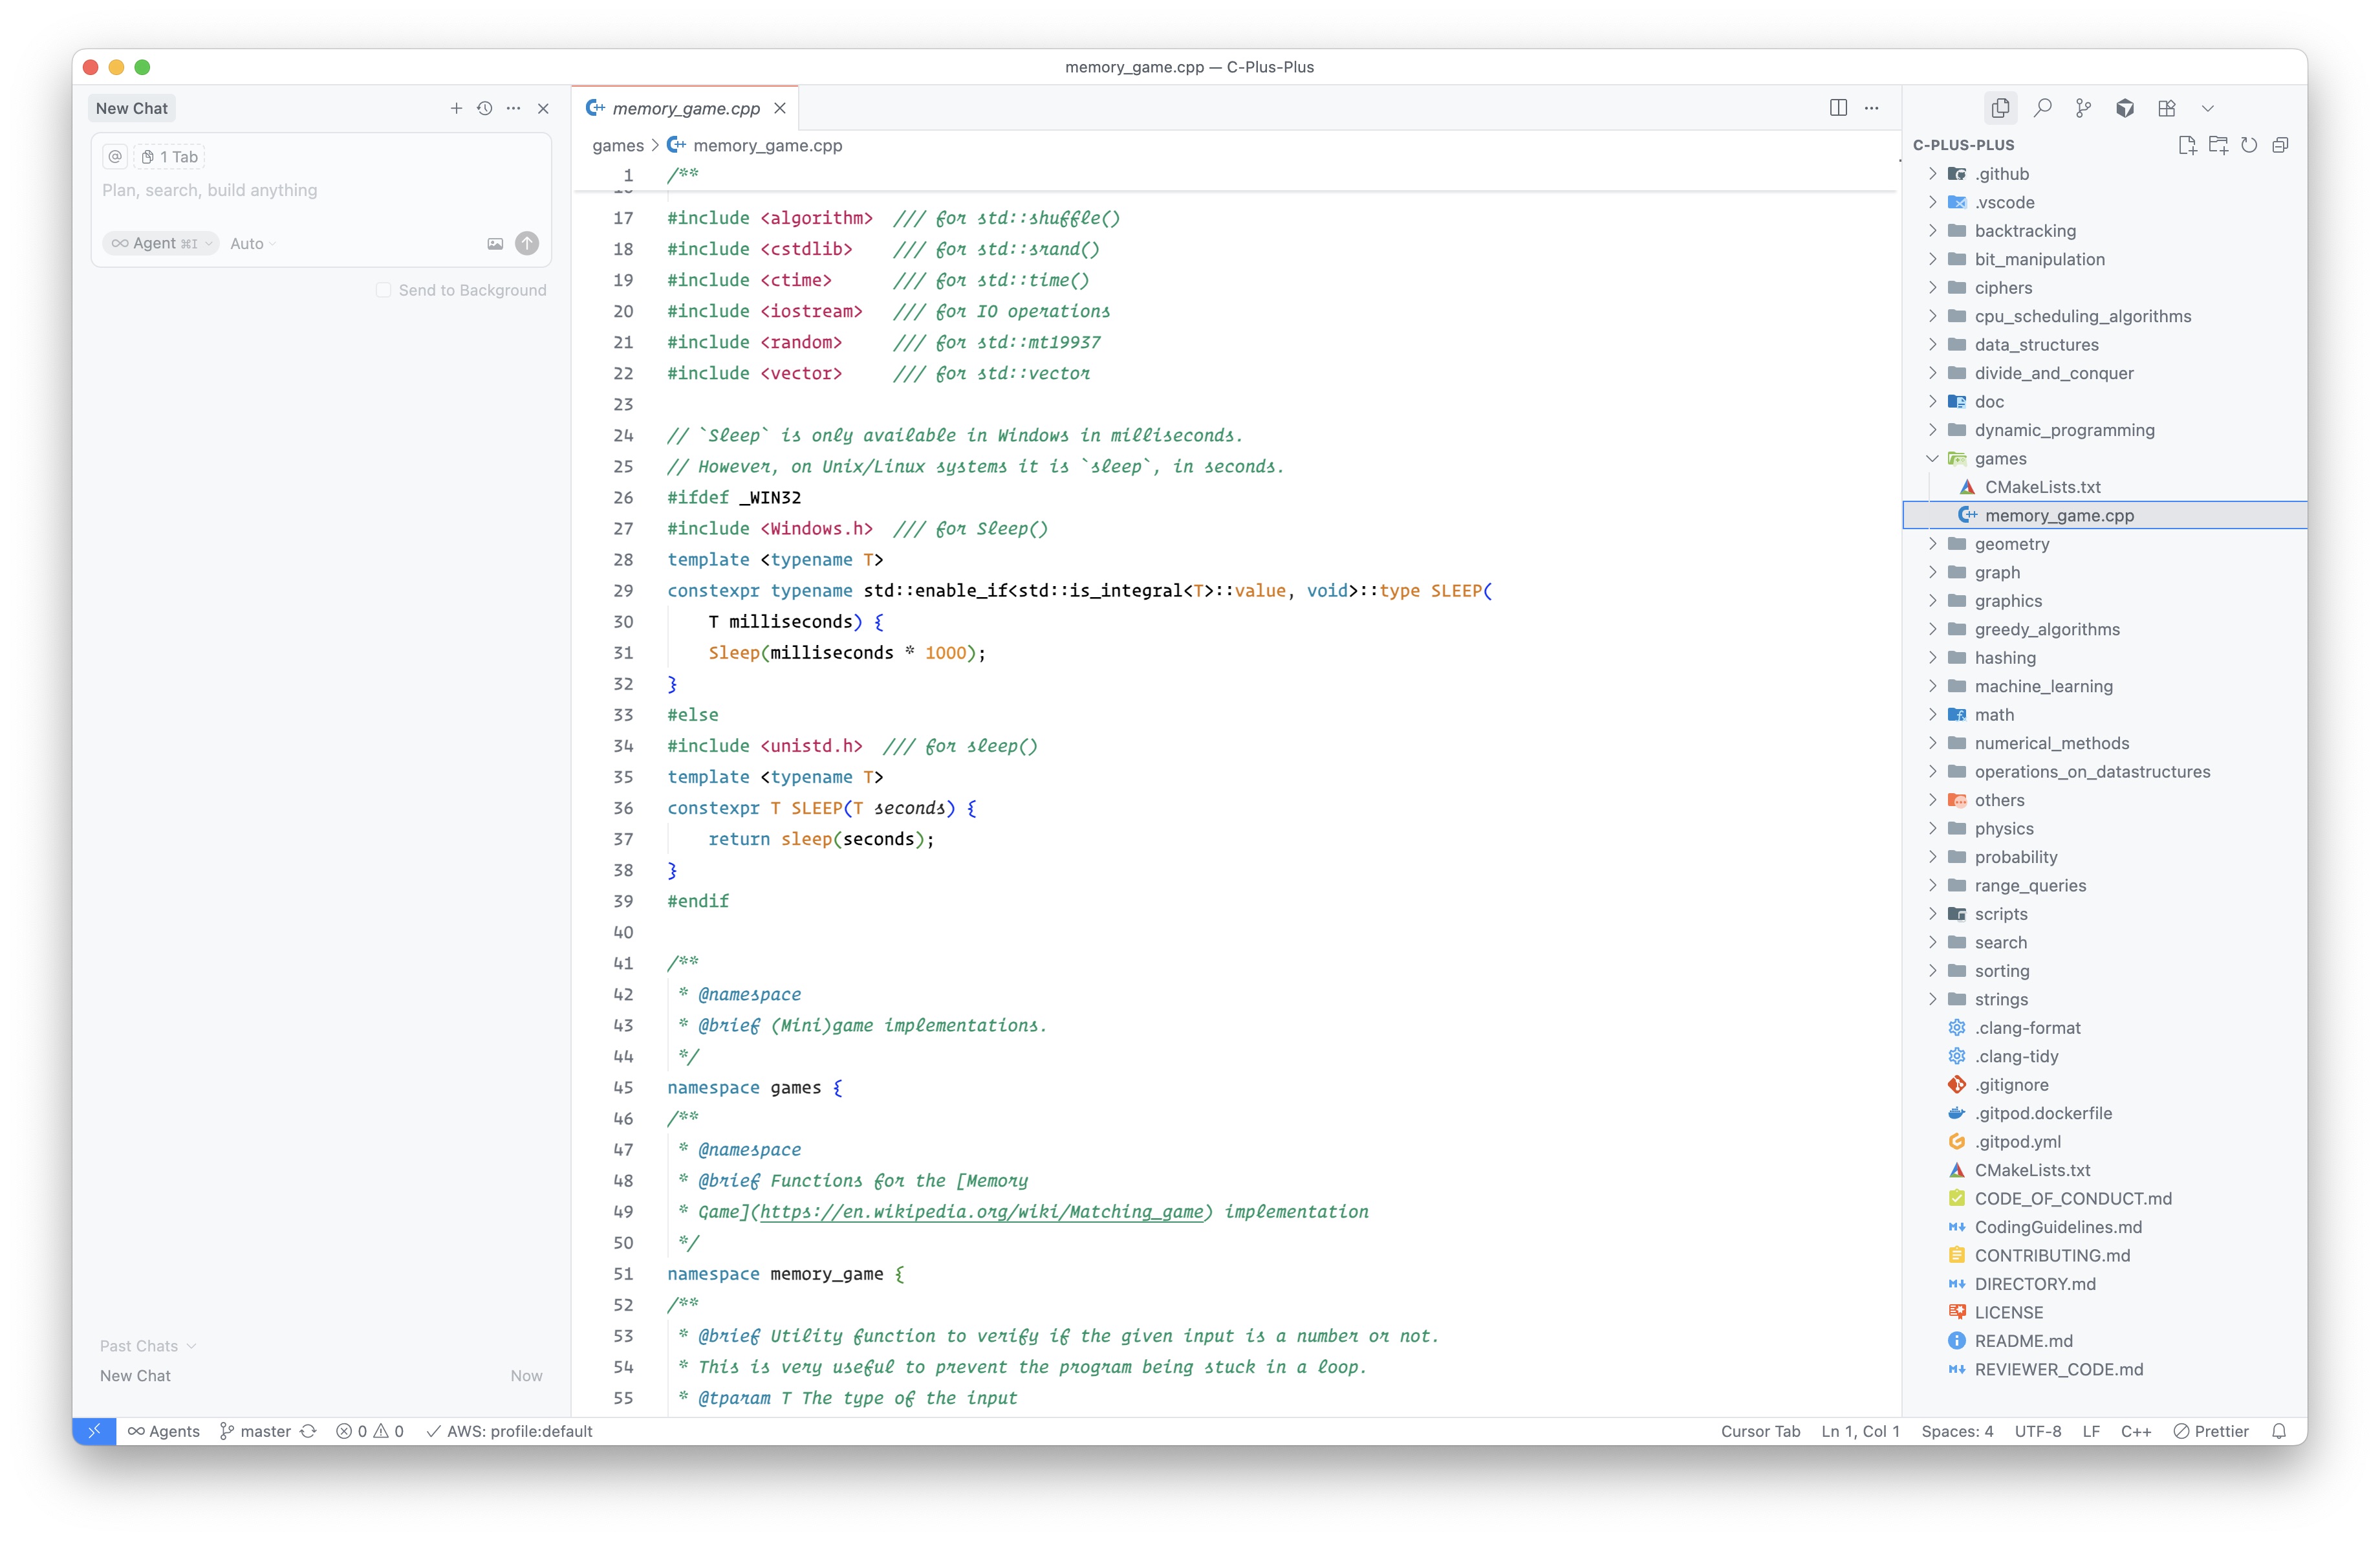 memory_game.cpp — C-Plus-Plus
New Chat
@ 1 Tab
Plan, search, build anything
Agent ⌘I Auto
Send to Background
Past Chats
New Chat Now
memory_game.cpp
games > memory_game.cpp
1 /**
17 #include <algorithm>  /// for std::shuffle()
18 #include <cstdlib>    /// for std::srand()
19 #include <ctime>      /// for std::time()
20 #include <iostream>   /// for IO operations
21 #include <random>     /// for std::mt19937
22 #include <vector>     /// for std::vector
23
24 // `Sleep` is only available in Windows in milliseconds.
25 // However, on Unix/Linux systems it is `sleep`, in seconds.
26 #ifdef _WIN32
27 #include <Windows.h>  /// for Sleep()
28 template <typename T>
29 constexpr typename std::enable_if<std::is_integral<T>::value, void>::type SLEEP(
30     T milliseconds) {
31     Sleep(milliseconds * 1000);
32 }
33 #else
34 #include <unistd.h>  /// for sleep()
35 template <typename T>
36 constexpr T SLEEP(T seconds) {
37     return sleep(seconds);
38 }
39 #endif
40
41 /**
42  * @namespace
43  * @brief (Mini)game implementations.
44  */
45 namespace games {
46 /**
47  * @namespace
48  * @brief Functions for the [Memory
49  * Game](https://en.wikipedia.org/wiki/Matching_game) implementation
50  */
51 namespace memory_game {
52 /**
53  * @brief Utility function to verify if the given input is a number or not.
54  * This is very useful to prevent the program being stuck in a loop.
55  * @tparam T The type of the input
C-PLUS-PLUS
.github
.vscode
backtracking
bit_manipulation
ciphers
cpu_scheduling_algorithms
data_structures
divide_and_conquer
doc
dynamic_programming
games
CMakeLists.txt
memory_game.cpp
geometry
graph
graphics
greedy_algorithms
hashing
machine_learning
math
numerical_methods
operations_on_datastructures
others
physics
probability
range_queries
scripts
search
sorting
strings
.clang-format
.clang-tidy
.gitignore
.gitpod.dockerfile
.gitpod.yml
CMakeLists.txt
CODE_OF_CONDUCT.md
CodingGuidelines.md
CONTRIBUTING.md
DIRECTORY.md
LICENSE
README.md
REVIEWER_CODE.md
Agents master 0 0 AWS: profile:default Cursor Tab Ln 1, Col 1 Spaces: 4 UTF-8 LF C++ Prettier